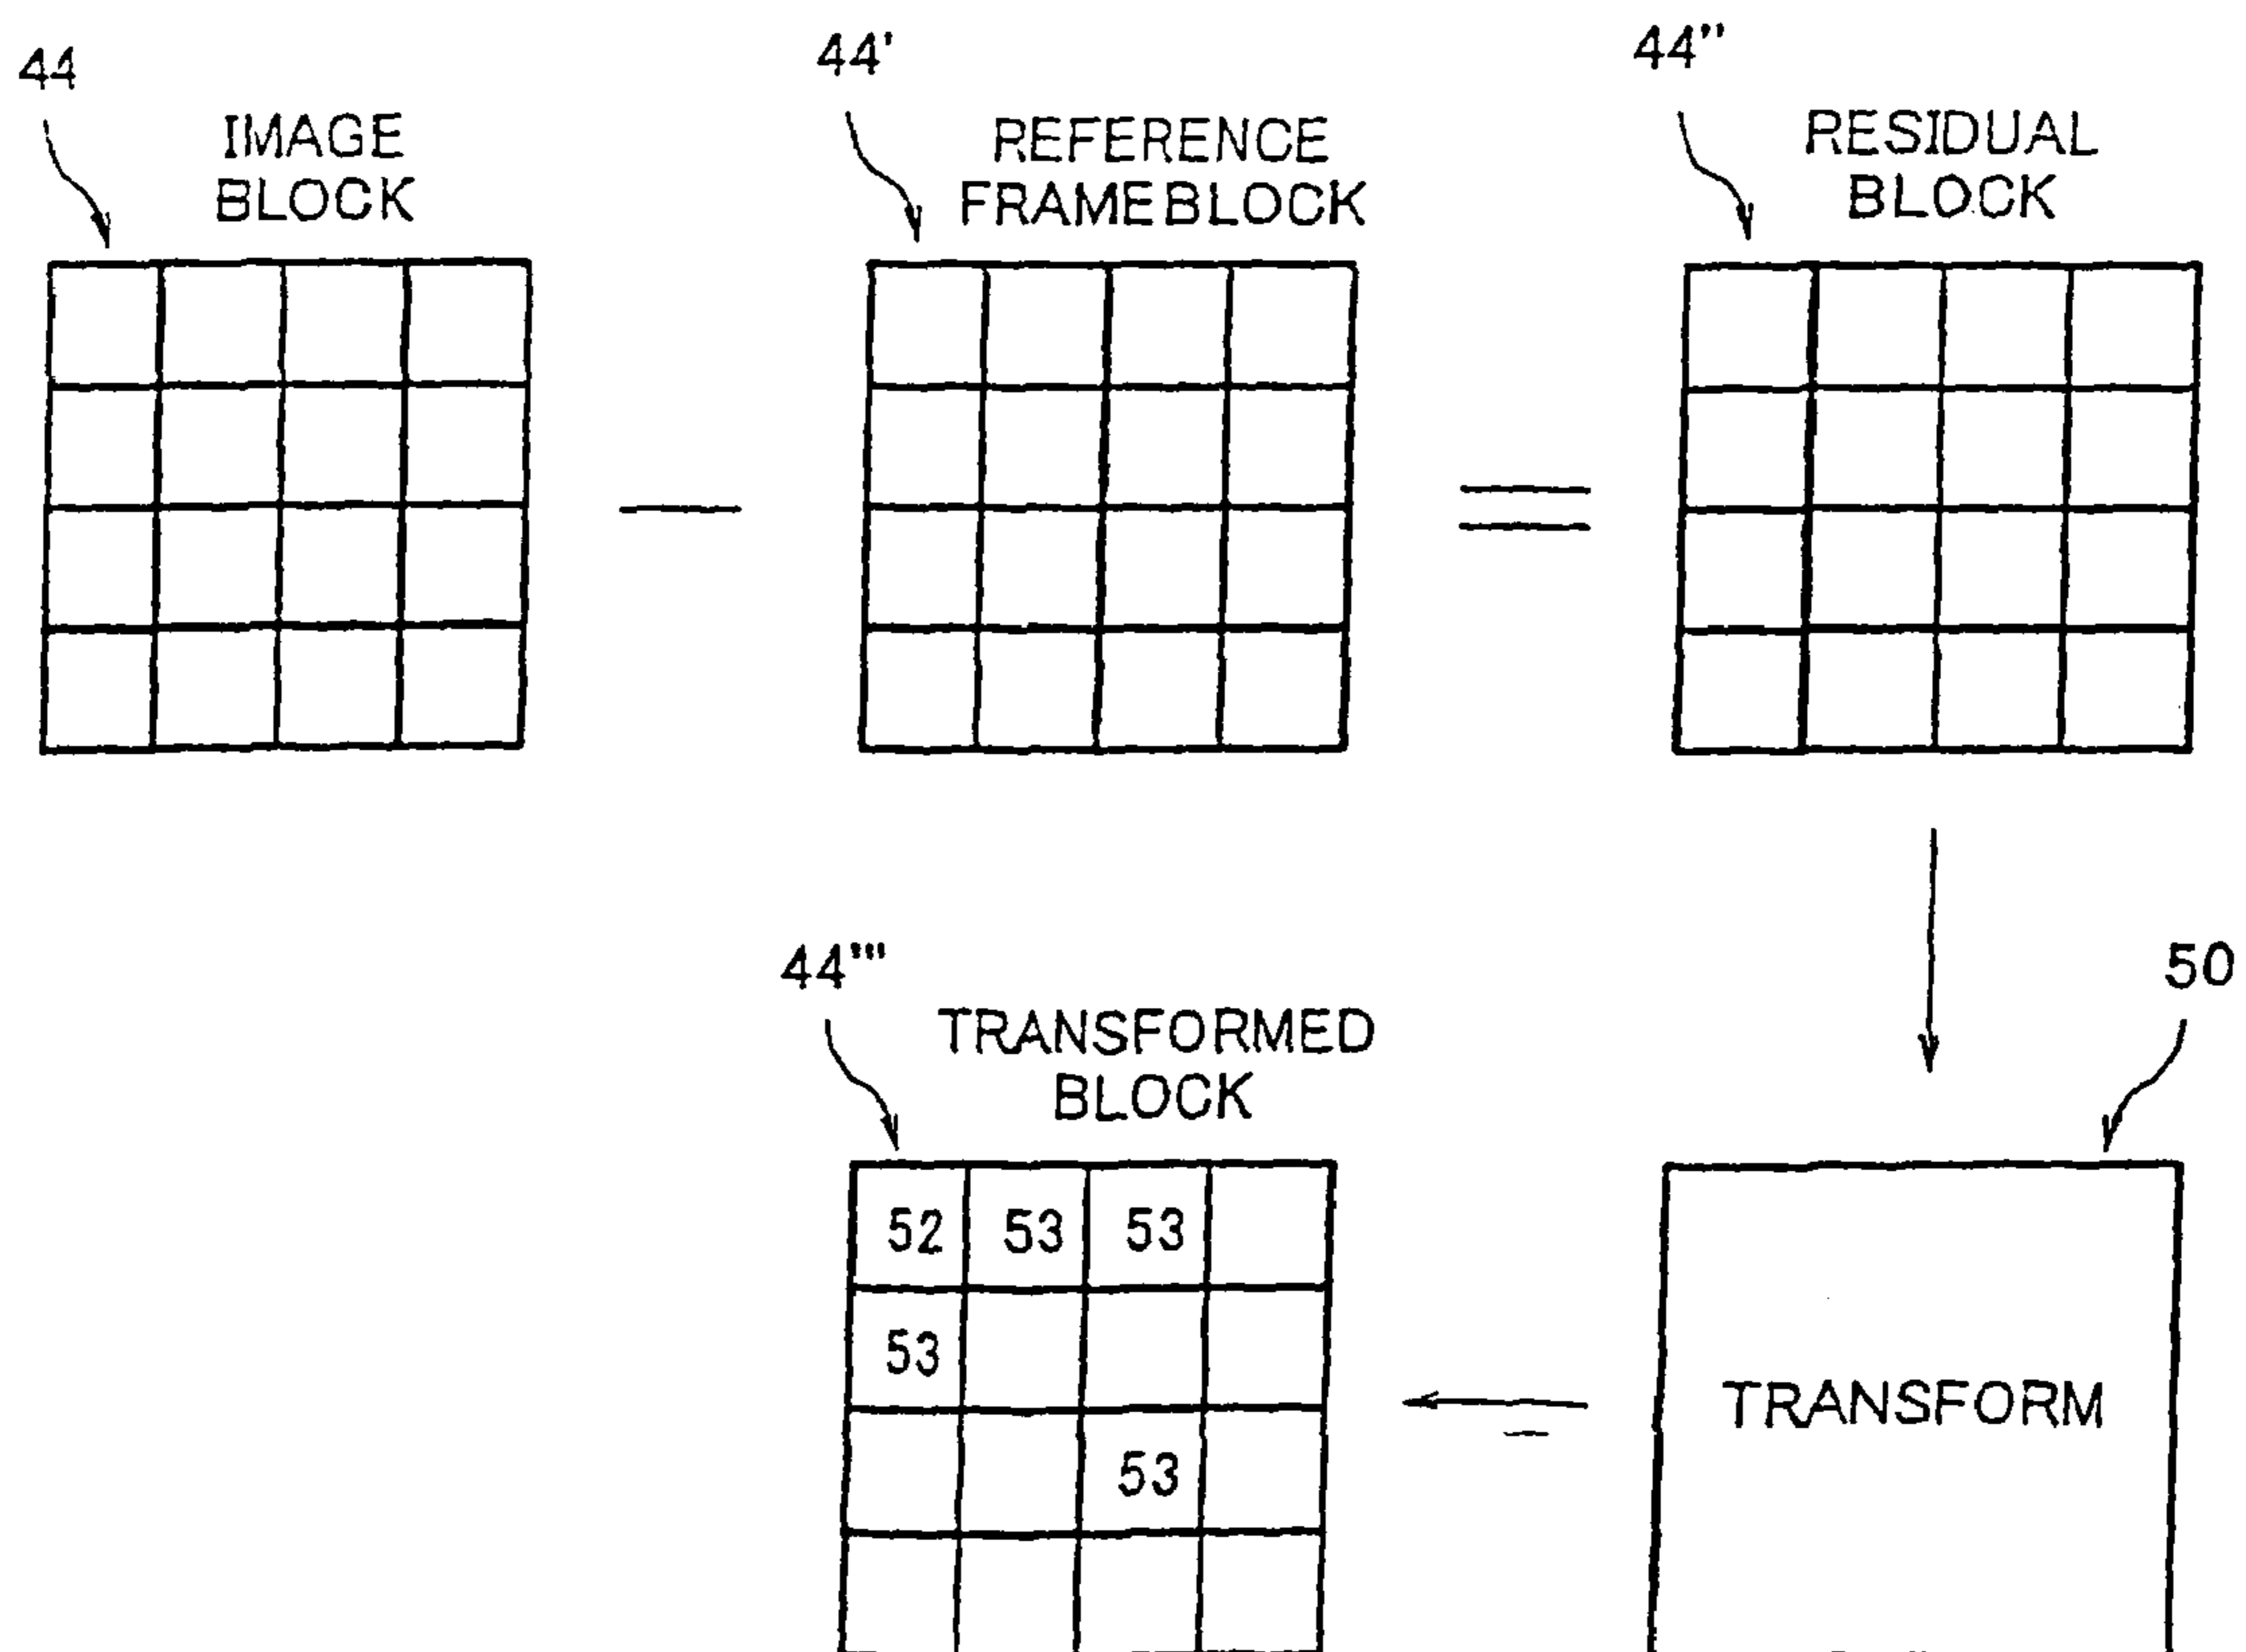 44
IMAGE
BLOCK
44'
REFERENCE
FRAME BLOCK
44"
RESIDUAL
BLOCK
44""
TRANSFORMED
BLOCK
50
52 53 53
53
53
TRANSFORM